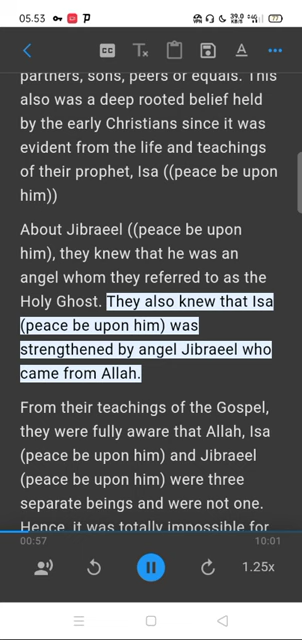 05.53
39.0
KB/s
4G
77
CC
A
partners, sons, peers or equals. This
also was a deep rooted belief held
by the early Christians since it was
evident from the life and teachings
of their prophet, Isa ((peace be upon
him))
About Jibraeel ((peace be upon
him), they knew that he was an
angel whom they referred to as the
Holy Ghost. They also knew that Isa
(peace be upon him) was
strengthened by angel Jibraeel who
came from Allah.
From their teachings of the Gospel,
they were fully aware that Allah, Isa
(peace be upon him) and Jibraeel
(peace be upon him) were three
separate beings and were not one.
Hence, it was totally impossible for
00:57
10:01
1.25x